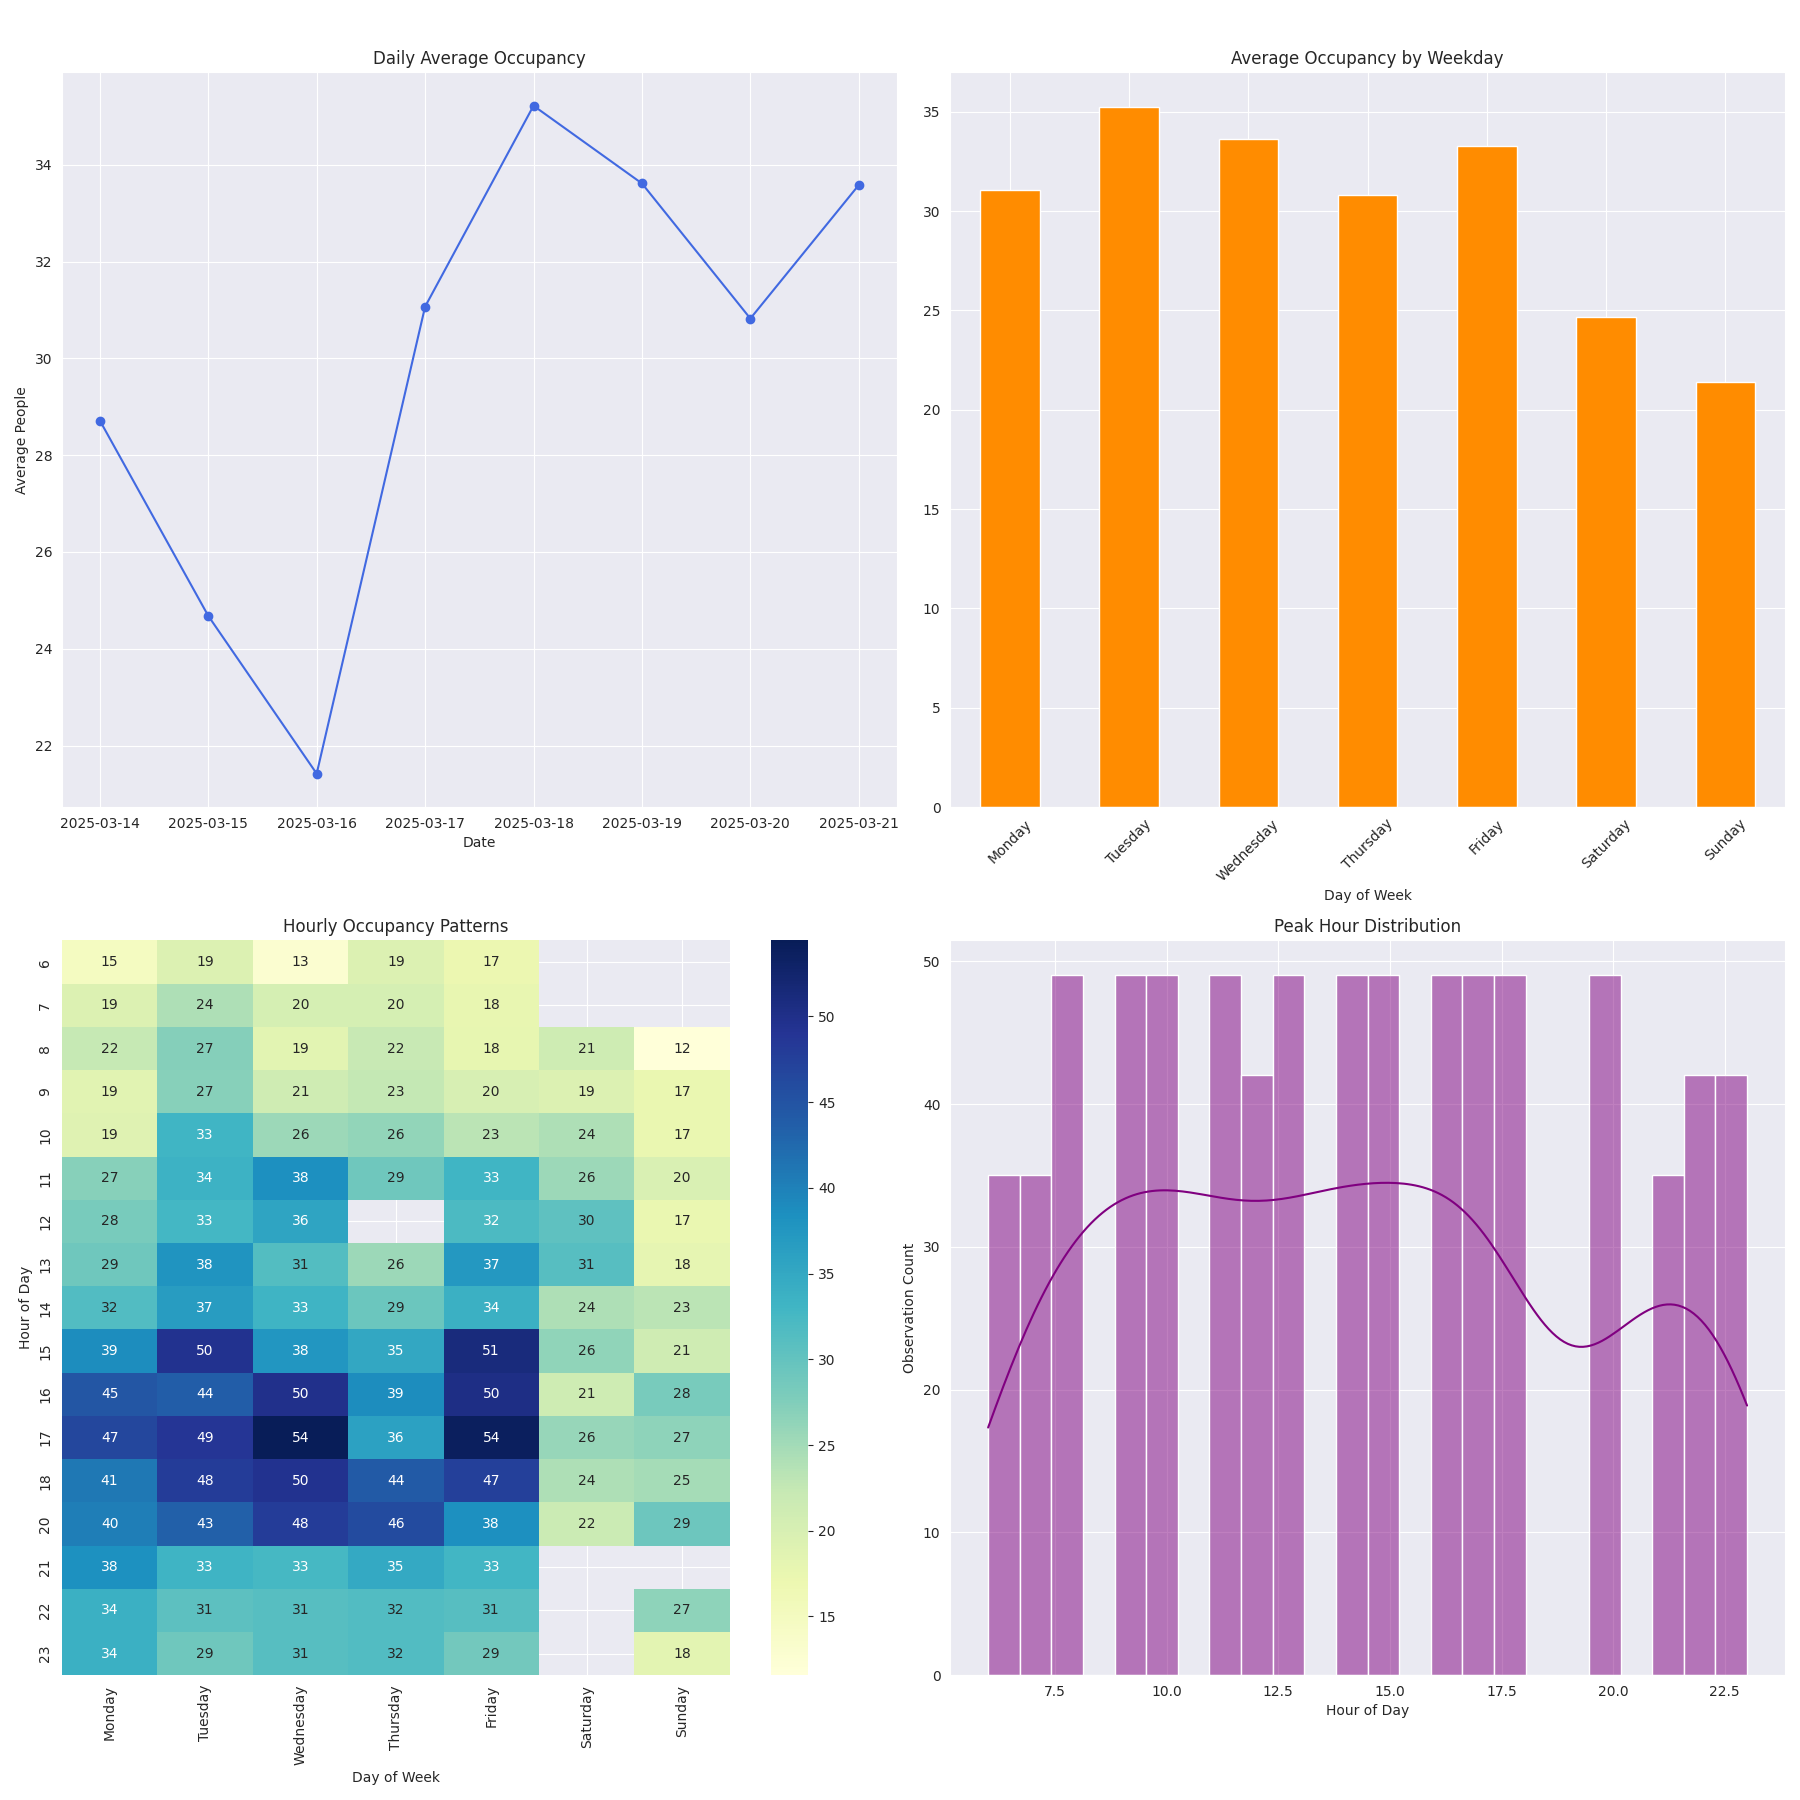 Daily Average Occupancy
Average People
34
32
30
28
26
24
22
2025-03-14 2025-03-15 2025-03-16 2025-03-17 2025-03-18 2025-03-19 2025-03-20 2025-03-21
Date
Average Occupancy by Weekday
35
30
25
20
15
10
5
0
Monday Tuesday Wednesday Thursday Friday Saturday Sunday
Day of Week
Hourly Occupancy Patterns
Hour of Day
6 15 19 13 19 17
7 19 24 20 20 18
8 22 27 19 22 18 21 12
9 19 27 21 23 20 19 17
10 19 33 26 26 23 24 17
11 27 34 38 29 33 26 20
12 28 33 36 32 30 17
13 29 38 31 26 37 31 18
14 32 37 33 29 34 24 23
15 39 50 38 35 51 26 21
16 45 44 50 39 50 21 28
17 47 49 54 36 54 26 27
18 41 48 50 44 47 24 25
20 40 43 48 46 38 22 29
21 38 33 33 35 33
22 34 31 31 32 31 27
23 34 29 31 32 29 18
Monday Tuesday Wednesday Thursday Friday Saturday Sunday
Day of Week
50
45
40
35
30
25
20
15
Peak Hour Distribution
Observation Count
50
40
30
20
10
0
7.5 10.0 12.5 15.0 17.5 20.0 22.5
Hour of Day